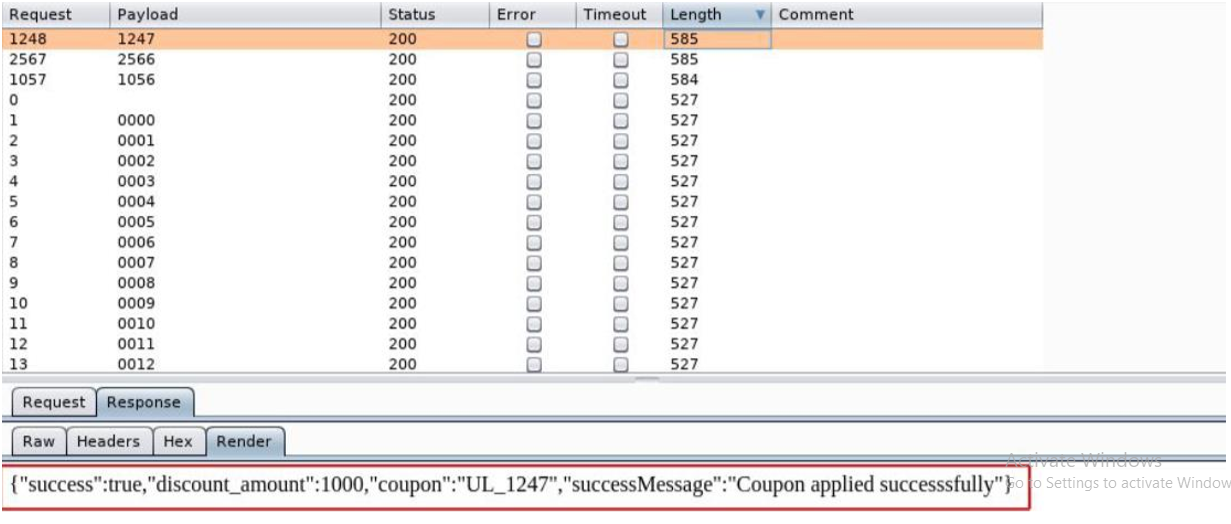 Request Payload Status Error Timeout Length Comment
1248 1247 200 585
2567 2566 200 585
1057 1056 200 584
0 200 527
1 0000 200 527
2 0001 200 527
3 0002 200 527
4 0003 200 527
5 0004 200 527
6 0005 200 527
7 0006 200 527
8 0007 200 527
9 0008 200 527
10 0009 200 527
11 0010 200 527
12 0011 200 527
13 0012 200 527
Request Response
Raw Headers Hex Render
Activate Windows
{"success":true,"discount_amount":1000,"coupon":"UL_1247","successMessage":"Coupon applied successsfully"}
Go to Settings to activate Window